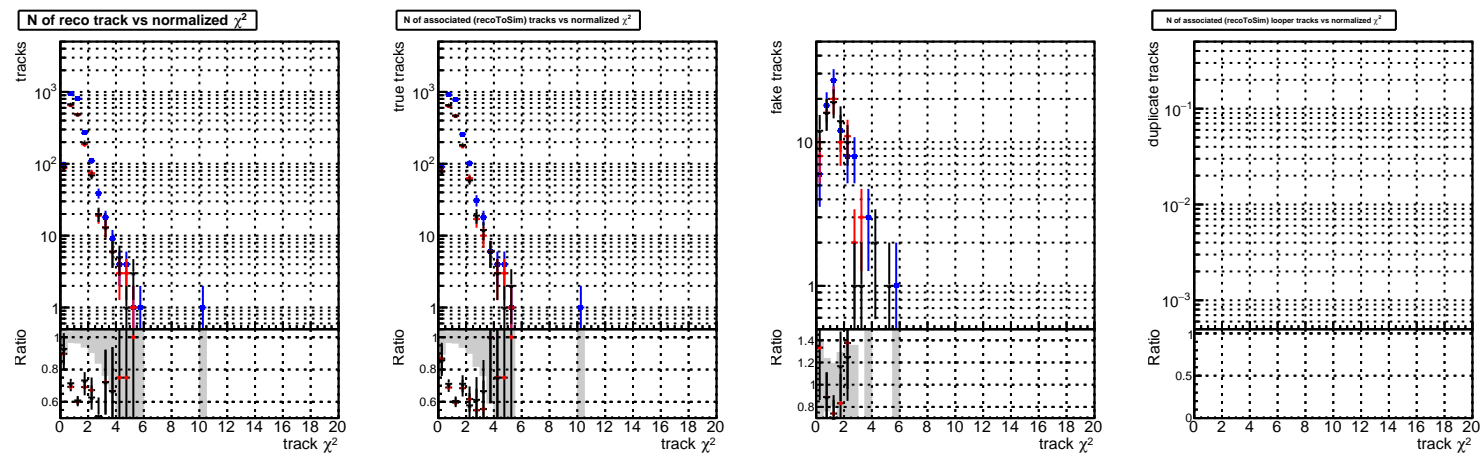 N of reco track vs normalized χ²
tracks
10³
10²
10
1
Ratio
1
0.8
0.6
0 2 4 6 8 10 12 14 16 18 20
track χ²
N of associated (recoToSim) tracks vs normalized χ²
true tracks
10³
10²
10
1
Ratio
1
0.8
0.6
0 2 4 6 8 10 12 14 16 18 20
track χ²
fake tracks
10
1
Ratio
1.4
1.2
1
0.8
0 2 4 6 8 10 12 14 16 18 20
track χ²
N of associated (recoToSim) looper tracks vs normalized χ²
duplicate tracks
10⁻¹
10⁻²
10⁻³
Ratio
1
0.5
0
0 2 4 6 8 10 12 14 16 18 20
track χ²